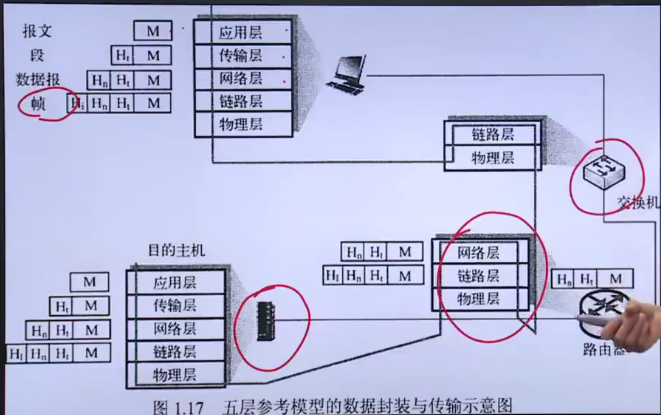 报文 M 应用层
段 Hₜ M 传输层
数据报 Hₙ Hₜ M 网络层
帧 Hₗ Hₙ Hₜ M 链路层
物理层
链路层
物理层
交换机
目的主机
M 应用层
Hₜ M 传输层
Hₙ Hₜ M 网络层
Hₗ Hₙ Hₜ M 链路层
物理层
Hₙ Hₜ M 网络层
Hₗ Hₙ Hₜ M 链路层
物理层
Hₙ Hₜ M
路由器
图 1.17 五层参考模型的数据封装与传输示意图